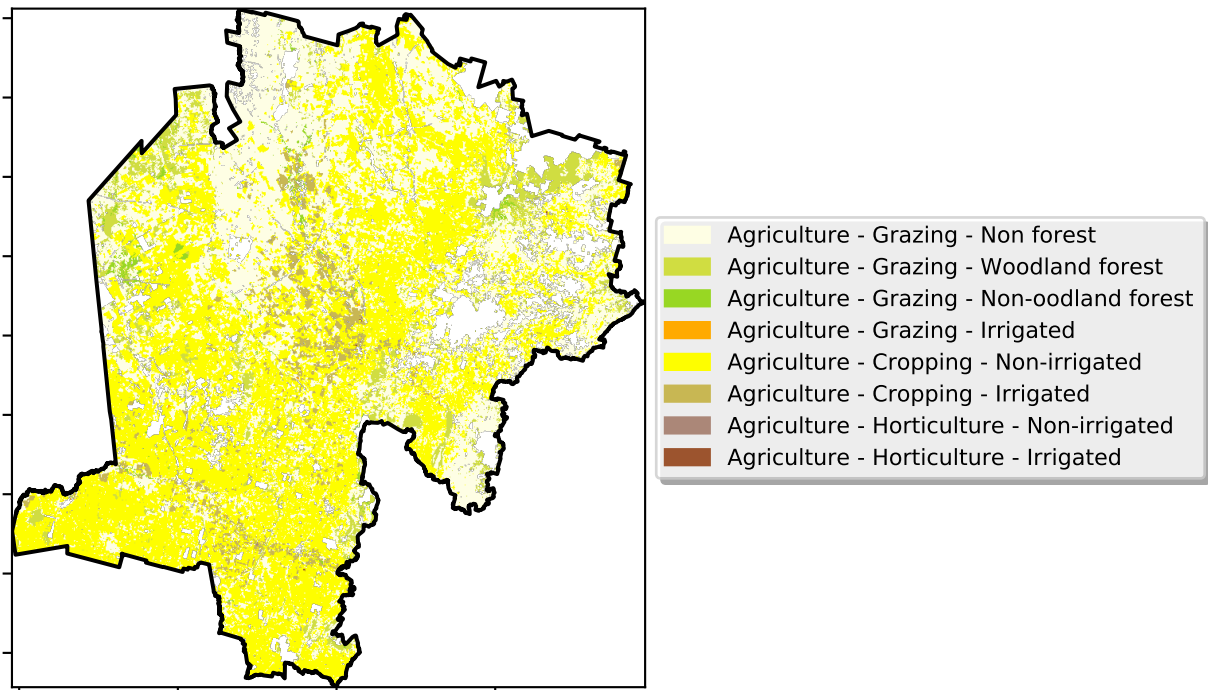 Agriculture - Grazing - Non forest
Agriculture - Grazing - Woodland forest
Agriculture - Grazing - Non-oodland forest
Agriculture - Grazing - Irrigated
Agriculture - Cropping - Non-irrigated
Agriculture - Cropping - Irrigated
Agriculture - Horticulture - Non-irrigated
Agriculture - Horticulture - Irrigated